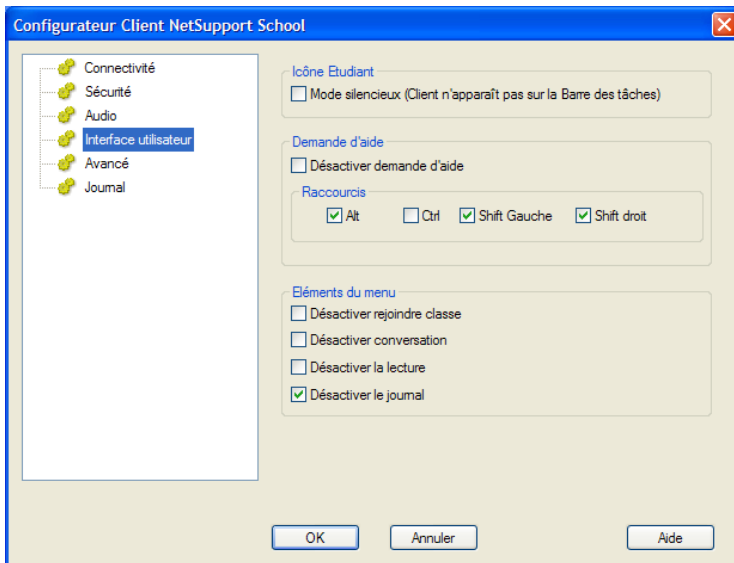 Configurateur Client NetSupport School
Connectivité
Sécurité
Audio
Interface utilisateur
Avancé
Journal
Icône Etudiant
Mode silencieux (Client n'apparaît pas sur la Barre des tâches)
Demande d'aide
Désactiver demande d'aide
Raccourcis
Alt Ctrl Shift Gauche Shift droit
Eléments du menu
Désactiver rejoindre classe
Désactiver conversation
Désactiver la lecture
Désactiver le journal
OK Annuler Aide